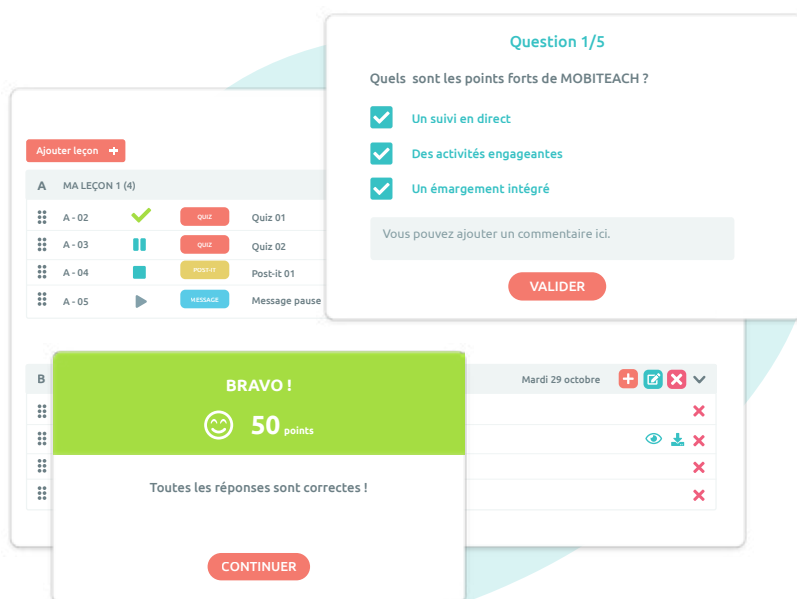 Question 1/5
Quels sont les points forts de MOBITEACH ?
Un suivi en direct
Des activités engageantes
Un émargement intégré
Vous pouvez ajouter un commentaire ici.
VALIDER
Ajouter leçon +
A MA LEÇON 1 (4)
A - 02 QUIZ Quiz 01
A - 03 QUIZ Quiz 02
A - 04 POST-IT Post-it 01
A - 05 MESSAGE Message pause
B Mardi 29 octobre
BRAVO !
50 points
Toutes les réponses sont correctes !
CONTINUER